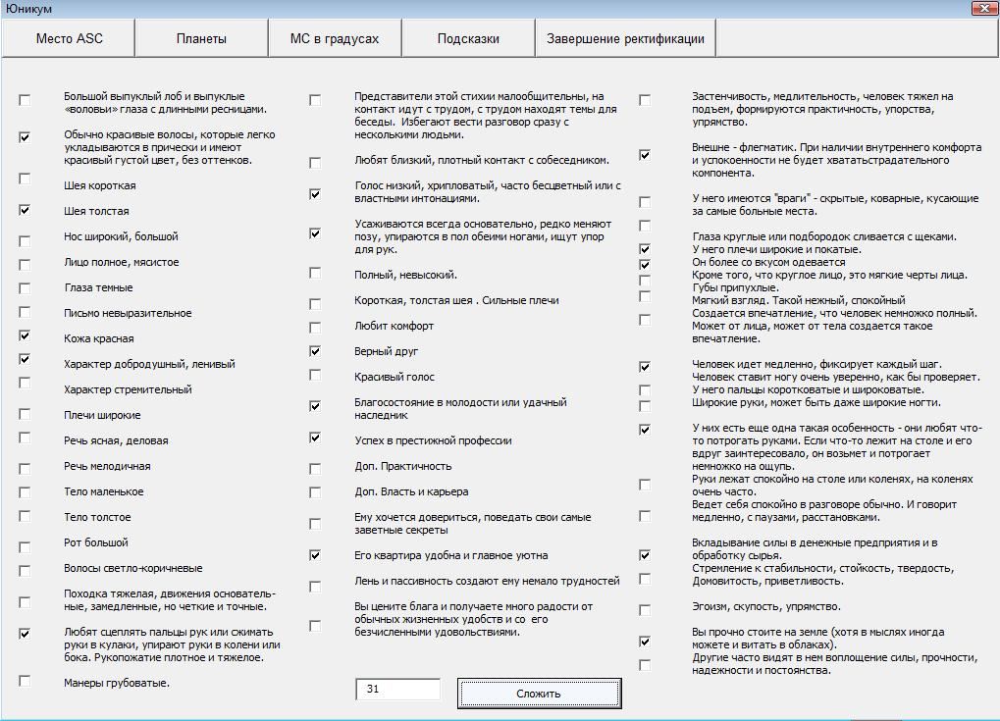 Юникум
Место ASC
Планеты
МС в градусах
Подсказки
Завершение ректификации
Большой выпуклый лоб и выпуклые
«воловьи» глаза с длинными ресницами.
Обычно красивые волосы, которые легко
укладываются в прически и имеют
красивый густой цвет, без оттенков.
Шея короткая
Шея толстая
Нос широкий, большой
Лицо полное, мясистое
Глаза темные
Письмо невыразительное
Кожа красная
Характер добродушный, ленивый
Характер стремительный
Плечи широкие
Речь ясная, деловая
Речь мелодичная
Тело маленькое
Тело толстое
Рот большой
Волосы светло-коричневые
Походка тяжелая, движения основатель-
ные, замедленные, но четкие и точные.
Любят сцеплять пальцы рук или сжимать
руки в кулаки, упирают руки в колени или
бока. Рукопожатие плотное и тяжелое.
Манеры грубоватые.
Представители этой стихии малообщительны, на
контакт идут с трудом, с трудом находят темы для
беседы. Избегают вести разговор сразу с
несколькими людьми.
Любят близкий, плотный контакт с собеседником.
Голос низкий, хрипловатый, часто бесцветный или с
властными интонациями.
Усаживаются всегда основательно, редко меняют
позу, упираются в пол обеими ногами, ищут упор
для рук.
Полный, невысокий.
Короткая, толстая шея . Сильные плечи
Любит комфорт
Верный друг
Красивый голос
Благосостояние в молодости или удачный
наследник
Успех в престижной профессии
Доп. Практичность
Доп. Власть и карьера
Ему хочется довериться, поведать свои самые
заветные секреты
Его квартира удобна и главное уютна
Лень и пассивность создают ему немало трудностей
Вы цените блага и получаете много радости от
обычных жизненных удобств и со его
безчисленными удовольствиями.
31
Сложить
Застенчивость, медлительность, человек тяжел на
подъем, формируются практичность, упорства,
упрямство.
Внешне - флегматик. При наличии внутреннего комфорта
и успокоенности не будет хвататьстрадательного
компонента.
У него имеются "враги" - скрытые, коварные, кусающие
за самые больные места.
Глаза круглые или подбородок сливается с щеками.
У него плечи широкие и покатые.
Он более со вкусом одевается
Кроме того, что круглое лицо, это мягкие черты лица.
Губы припухлые.
Мягкий взгляд. Такой нежный, спокойный
Создается впечатление, что человек немножко полный.
Может от лица, может от тела создается такое
впечатление.
Человек идет медленно, фиксирует каждый шаг.
Человек ставит ногу очень уверенно, как бы проверяет.
У него пальцы коротковатые и широковатые.
Широкие руки, может быть даже широкие ногти.
У них есть еще одна такая особенность - они любят что-
то потрогать руками. Если что-то лежит на столе и его
вдруг заинтересовало, он возьмет и потрогает
немножко на ощупь.
Руки лежат спокойно на столе или коленях, на коленях
очень часто.
Ведет себя спокойно в разговоре обычно. И говорит
медленно, с паузами, расстановками.
Вкладывание силы в денежные предприятия и в
обработку сырья.
Стремление к стабильности, стойкость, твердость,
Домовитость, приветливость.
Эгоизм, скупость, упрямство.
Вы прочно стоите на земле (хотя в мыслях иногда
можете и витать в облаках).
Другие часто видят в нем воплощение силы, прочности,
надежности и постоянства.